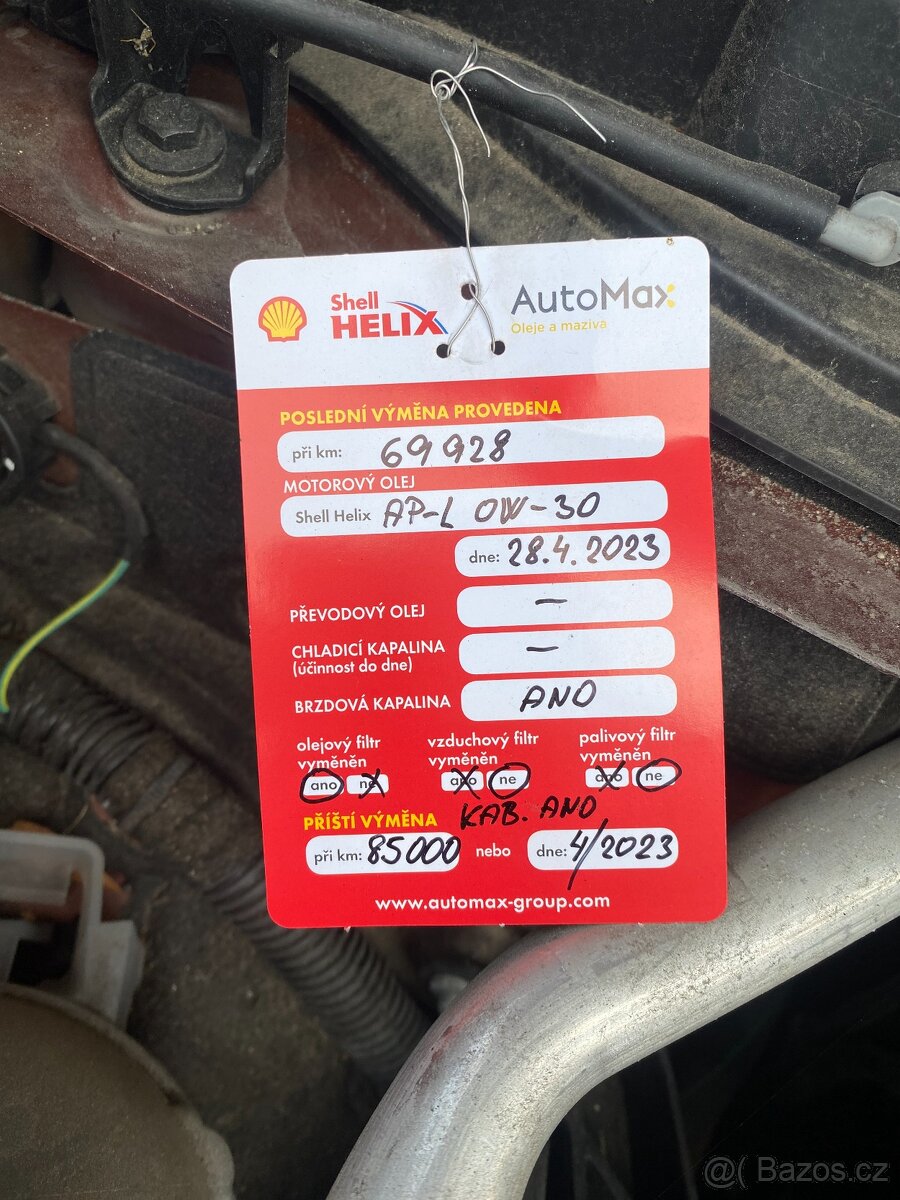 Shell
HELIX
AutoMax
Oleje a maziva
POSLEDNÍ VÝMĚNA PROVEDENA
při km: 69928
MOTOROVÝ OLEJ
Shell Helix AP-L 0W-30
dne: 28.4.2023
PŘEVODOVÝ OLEJ –
CHLADICÍ KAPALINA –
(účinnost do dne)
BRZDOVÁ KAPALINA ANO
olejový filtr vzduchový filtr palivový filtr
vyměněn vyměněn vyměněn
ano ne ano ne ano ne
KAB. ANO
PŘÍŠTÍ VÝMĚNA
při km: 85000 nebo dne: 4/2023
www.automax-group.com
@( Bazos.cz